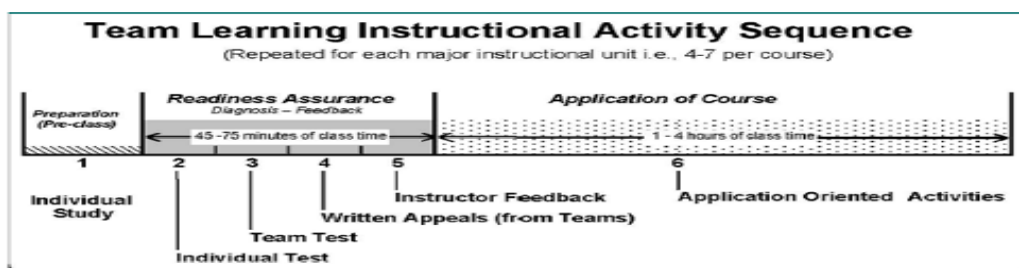 Team Learning Instructional Activity Sequence
(Repeated for each major instructional unit i.e., 4-7 per course)
Preparation
(Pre-class)
Readiness Assurance
Diagnosis – Feedback
45 -75 minutes of class time
Application of Course
1 - 4 hours of class time
1
2
3
4
5
6
Individual
Study
Instructor Feedback
Application Oriented Activities
Written Appeals (from Teams)
Team Test
Individual Test